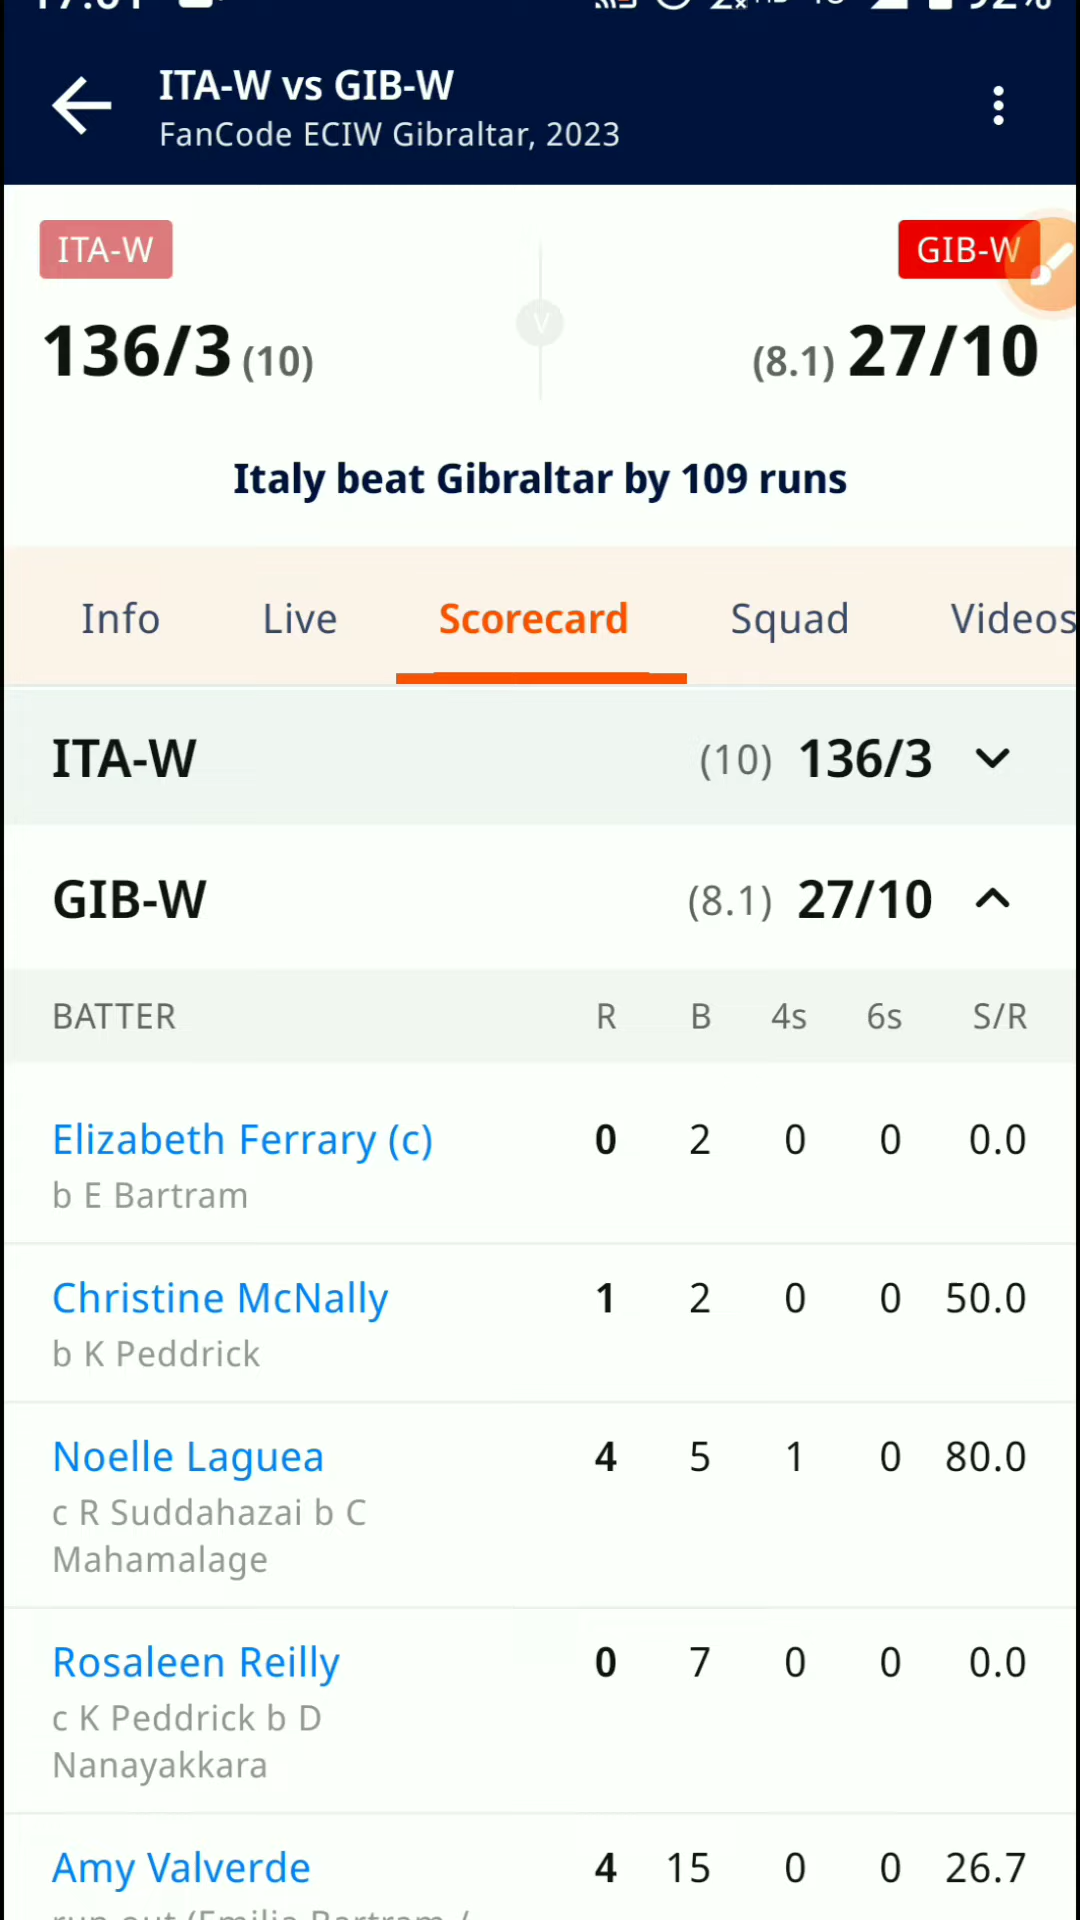 ITA-W vs GIB-W
FanCode ECIW Gibraltar, 2023
ITA-W
GIB-W
136/3 (10)
V
(8.1) 27/10
Italy beat Gibraltar by 109 runs
Info Live Scorecard Squad Videos
ITA-W (10) 136/3
GIB-W (8.1) 27/10
BATTER R B 4s 6s S/R
Elizabeth Ferrary (c) 0 2 0 0 0.0
b E Bartram
Christine McNally 1 2 0 0 50.0
b K Peddrick
Noelle Laguea 4 5 1 0 80.0
c R Suddahazai b C
Mahamalage
Rosaleen Reilly 0 7 0 0 0.0
c K Peddrick b D
Nanayakkara
Amy Valverde 4 15 0 0 26.7
run out (Emilia Bartram /